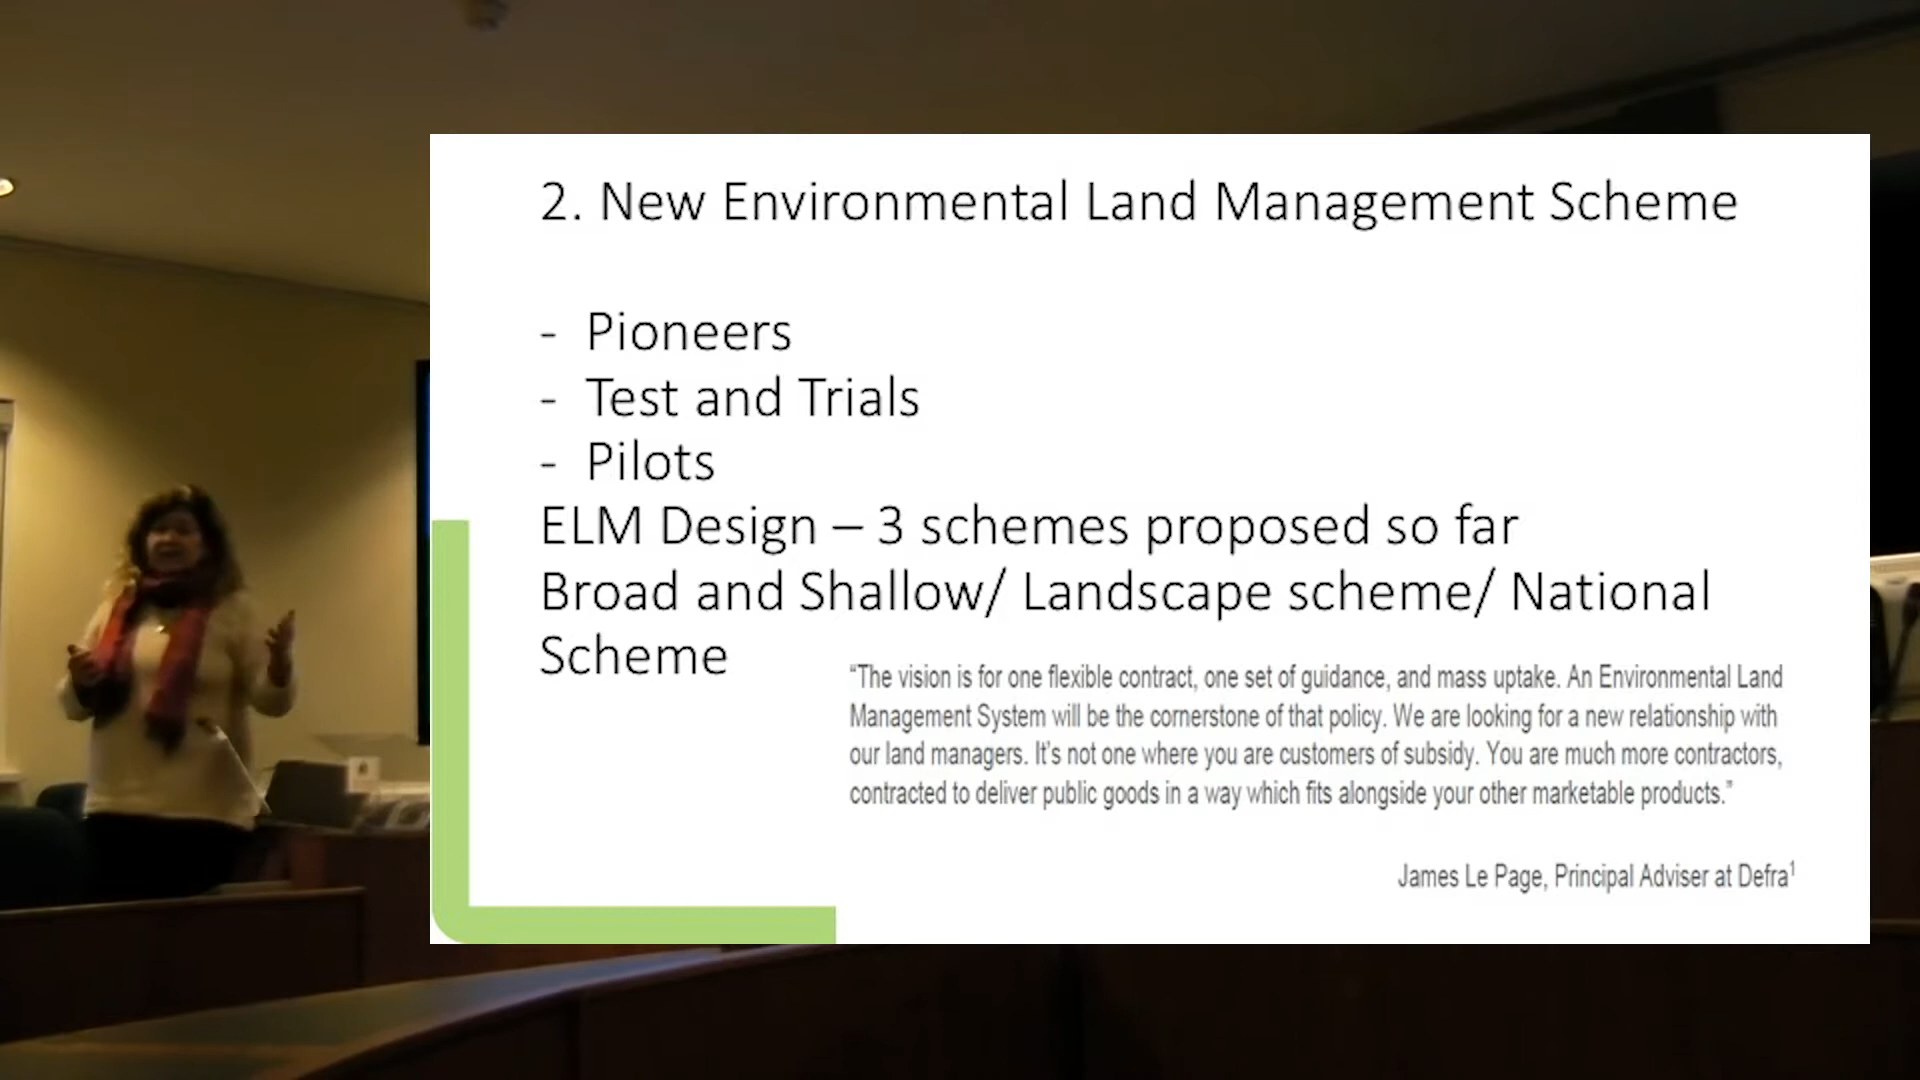 2. New Environmental Land Management Scheme
- Pioneers
- Test and Trials
- Pilots
ELM Design – 3 schemes proposed so far
Broad and Shallow/ Landscape scheme/ National
Scheme
“The vision is for one flexible contract, one set of guidance, and mass uptake. An Environmental Land
Management System will be the cornerstone of that policy. We are looking for a new relationship with
our land managers. It’s not one where you are customers of subsidy. You are much more contractors,
contracted to deliver public goods in a way which fits alongside your other marketable products.”
James Le Page, Principal Adviser at Defra¹